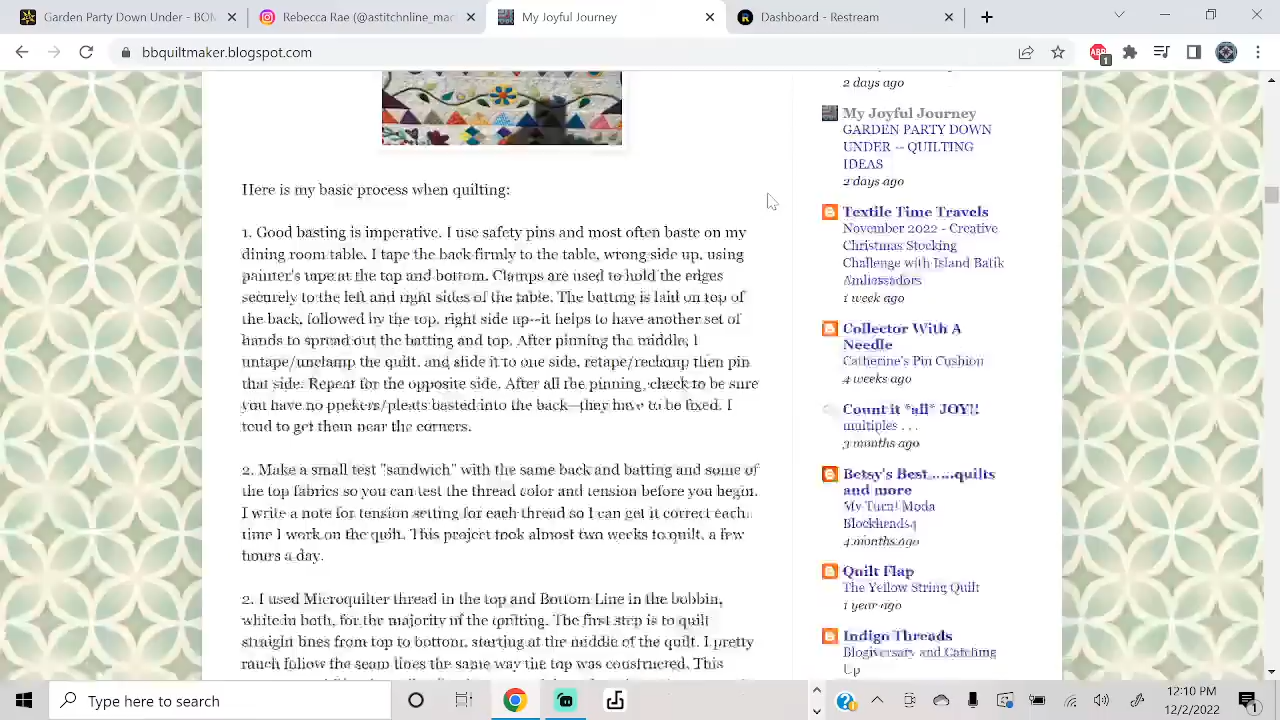 Garden Party Down Under - BLOC
Rebecca Rae (@astitchnline_mac
My Joyful Journey
Dashboard - Restream
bbquiltmaker.blogspot.com
Here is my basic process when quilting:
1. Good basting is imperative. I use safety pins and most often baste on my
dining room table. I tape the back firmly to the table, wrong side up, using
painter's tape at the top and bottom. Clamps are used to hold the edges
securely to the left and right sides of the table. The batting is laid on top of
the back, followed by the top, right side up--it helps to have another set of
hands to spread out the batting and top. After pinning the middle, I
untape/unclamp the quilt, and slide it to one side, retape/reclamp then pin
that side. Repeat for the opposite side. After all the pinning, check to be sure
you have no puckers/pleats basted into the back—they have to be fixed. I
tend to get them near the corners.
2. Make a small test "sandwich" with the same back and batting and some of
the top fabrics so you can test the thread color and tension before you begin.
I write a note for tension setting for each thread so I can get it correct each
time I work on the quilt. This project took almost two weeks to quilt, a few
hours a day.
2. I used Microquilter thread in the top and Bottom Line in the bobbin,
white in both, for the majority of the quilting. The first step is to quilt
straight lines from top to bottom, starting at the middle of the quilt. I pretty
much follow the seam lines the same way the top was constructed. This
2 days ago
My Joyful Journey
GARDEN PARTY DOWN
UNDER -- QUILTING
IDEAS
2 days ago
Textile Time Travels
November 2022 - Creative
Christmas Stocking
Challenge with Island Batik
Ambassadors
1 week ago
Collector With A
Needle
Catherine's Pin Cushion
4 weeks ago
Count it *all* JOY!!
multiples . . .
3 months ago
Betsy's Best.....quilts
and more
My Turn! Moda
Blockheads4
4 months ago
Quilt Flap
The Yellow String Quilt
1 year ago
Indigo Threads
Blogiversary and Catching
Up
Type here to search
12:10 PM
12/2/2022